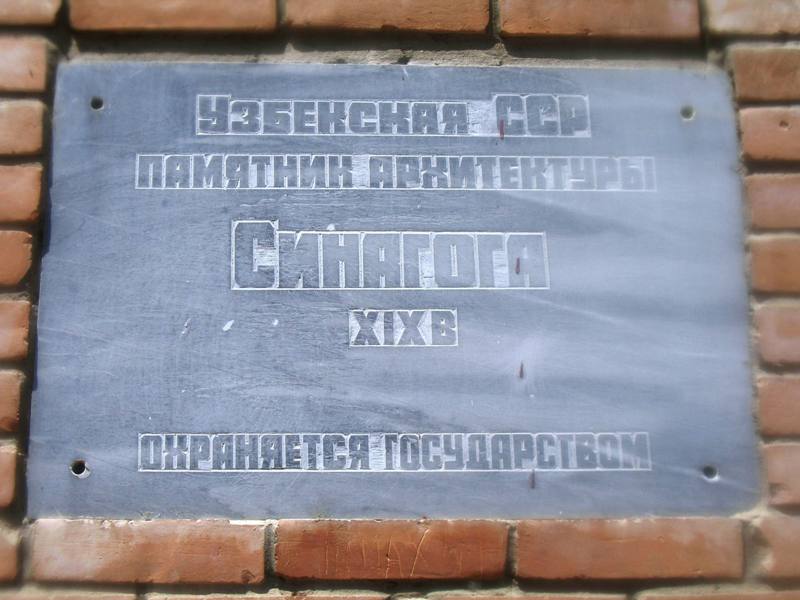 Узбекская ССР
ПАМЯТНИК АРХИТЕКТУРЫ
Синагога
XIX в
ОХРАНЯЕТСЯ ГОСУДАРСТВОМ